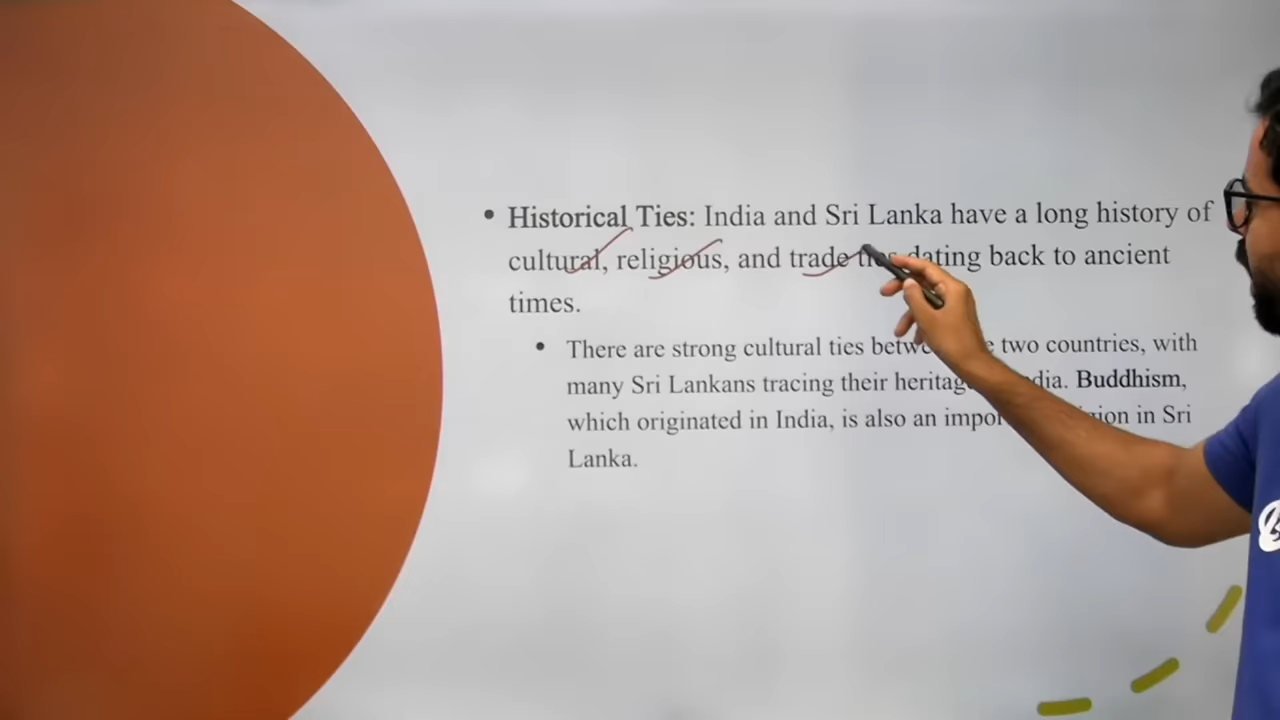 • Historical Ties: India and Sri Lanka have a long history of
cultural, religious, and trade ties dating back to ancient
times.
• There are strong cultural ties two countries, with
many Sri Lankans tracing their Buddhism,
which originated in India, is also an in Sri
Lanka.